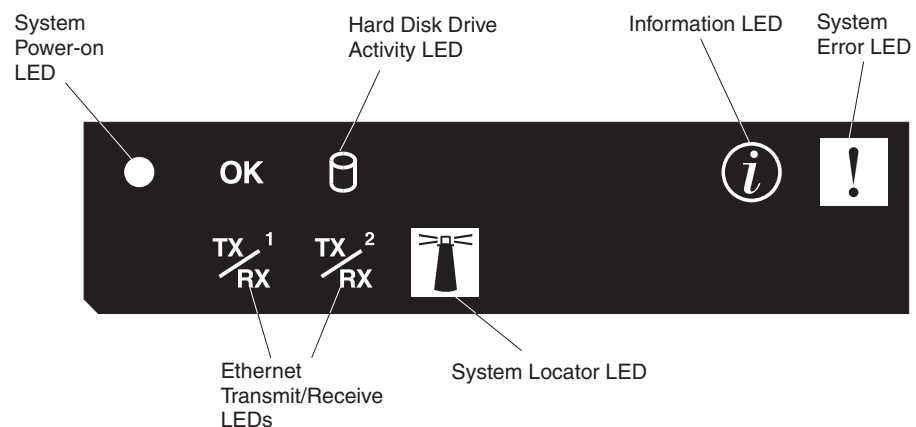 System
Power-on
LED
Hard Disk Drive
Activity LED
Information LED
System
Error LED
OK
i
!
TX 1
RX
TX 2
RX
Ethernet
Transmit/Receive
LEDs
System Locator LED